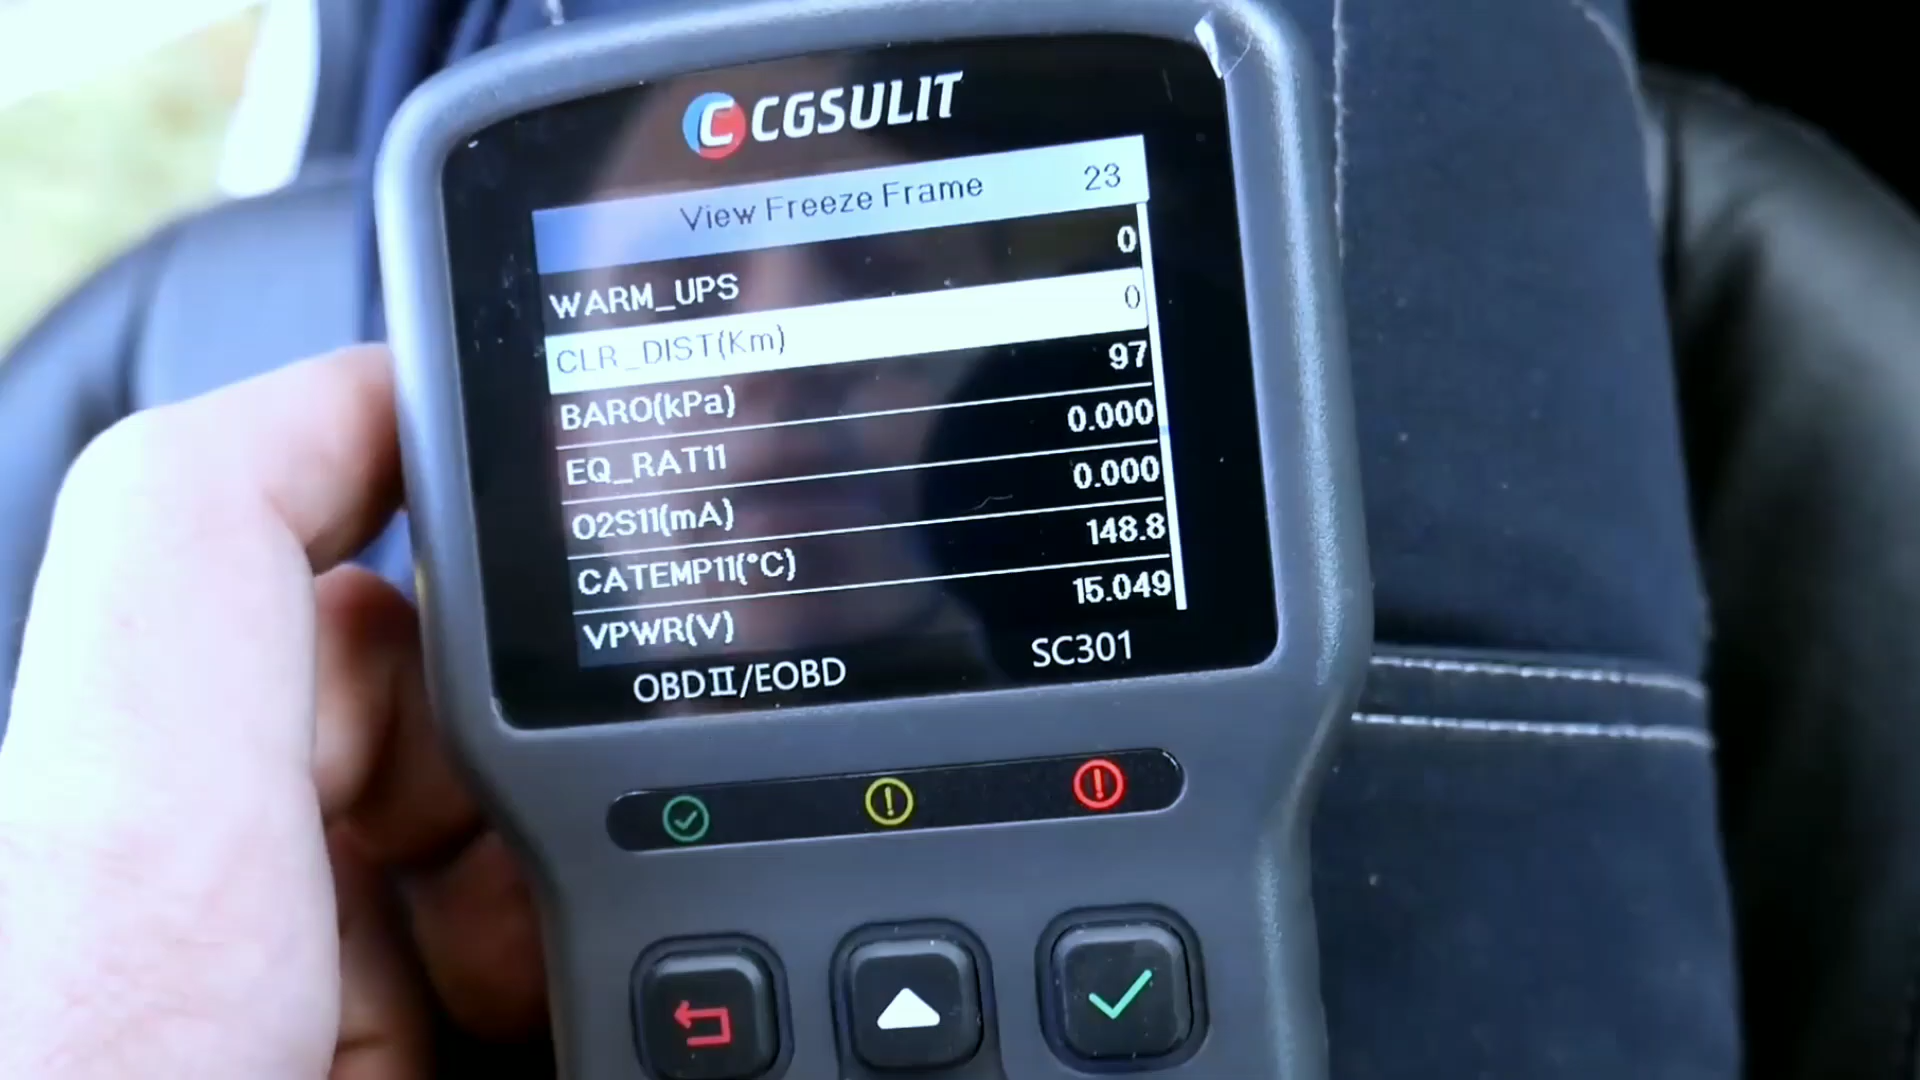 CGSULIT
View Freeze Frame 23
WARM_UPS 0
CLR_DIST(Km) 0
BARO(kPa) 97
EQ_RAT11 0.000
O2S11(mA) 0.000
CATEMP11(°C) 148.8
VPWR(V) 15.049
OBDⅡ/EOBD SC301